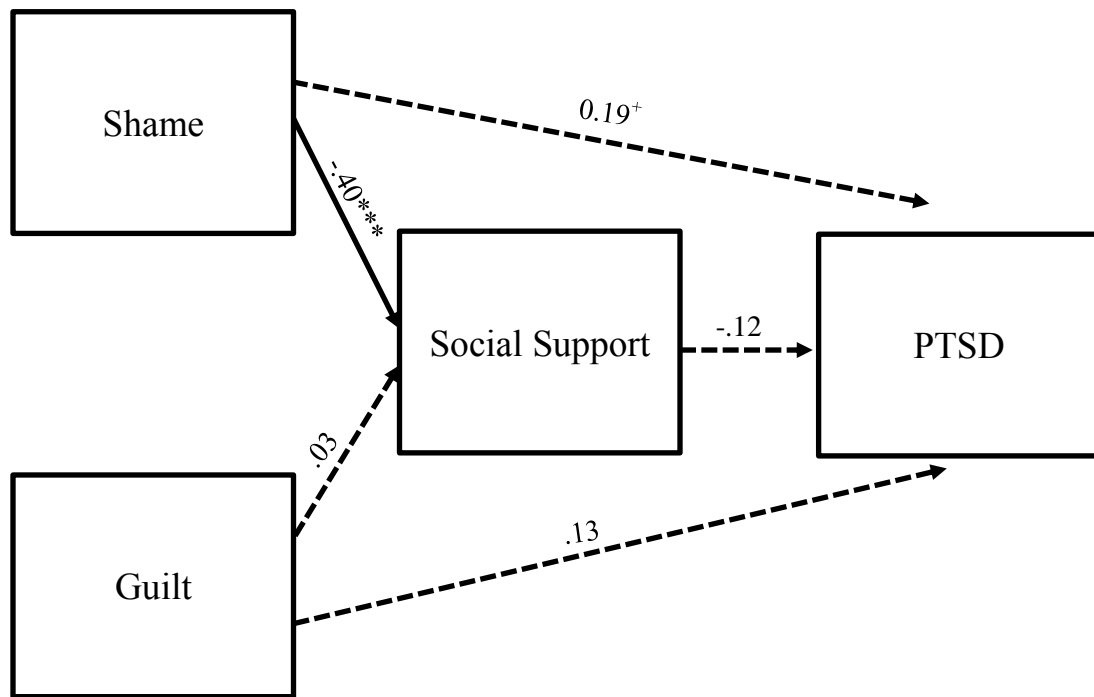 Shame
0.19+
-.40***
Social Support
-.12
PTSD
.03
.13
Guilt